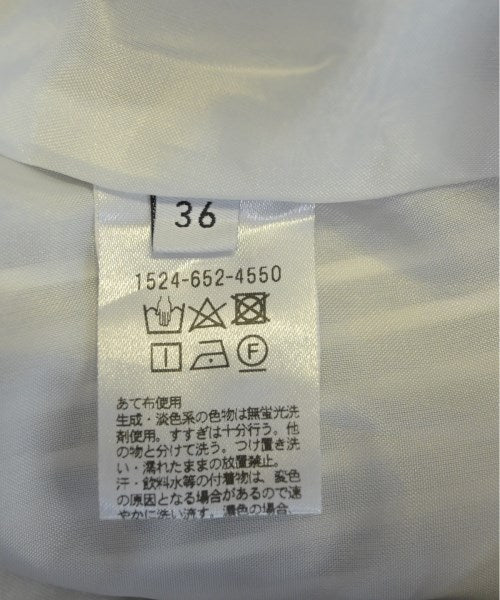 36
1524-652-4550
F
あて布使用
生成・淡色系の色物は無蛍光洗
剤使用。すすぎは十分行う。他
の物と分けて洗う。つけ置き洗
い・濡れたままの放置禁止。
汗・飲料水等の付着物は、変色
の原因となる場合があるので速
やかに洗い流す。濃色の場合、